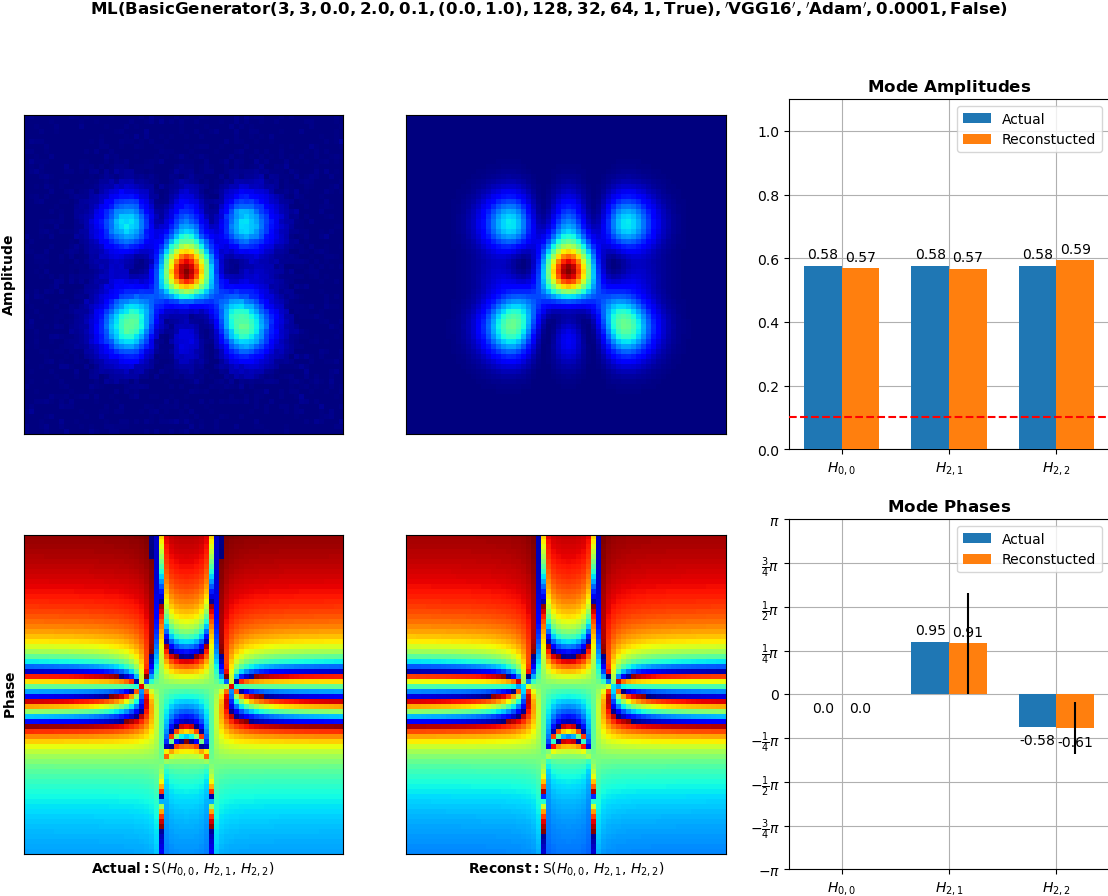 ML(BasicGenerator(3, 3, 0.0, 2.0, 0.1, (0.0, 1.0), 128, 32, 64, 1, True), ′VGG16′, ′Adam′, 0.0001, False)
Amplitude
Mode Amplitudes
Actual
Reconstucted
1.0
0.8
0.6
0.4
0.2
0.0
0.58
0.57
0.58
0.57
0.58
0.59
H0,0
H2,1
H2,2
Phase
Actual: S(H0,0, H2,1, H2,2)
Reconst: S(H0,0, H2,1, H2,2)
Mode Phases
Actual
Reconstucted
π
3/4π
1/2π
1/4π
0
−1/4π
−1/2π
−3/4π
−π
0.0
0.0
0.95
0.91
-0.58
-0.61
H0,0
H2,1
H2,2